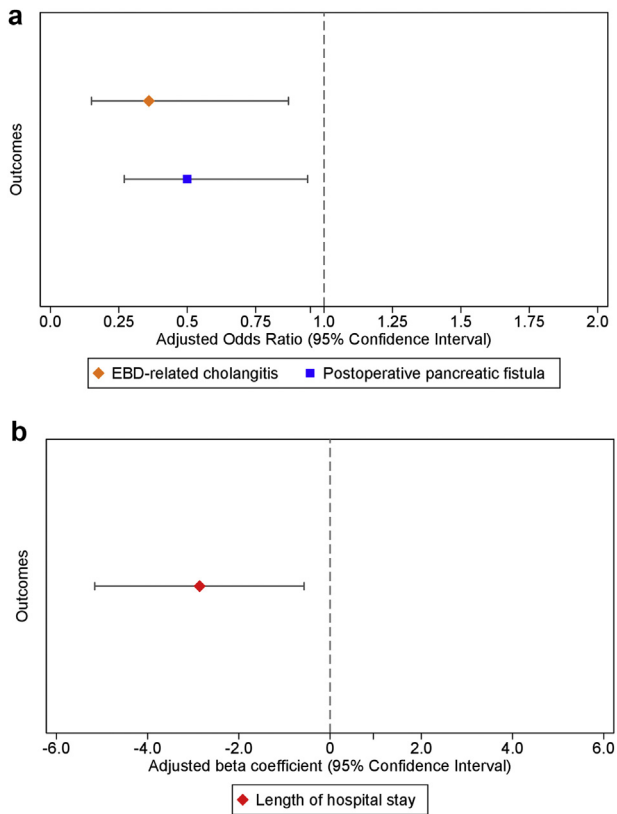 a
Outcomes
0.0 0.25 0.5 0.75 1.0 1.25 1.5 1.75 2.0
Adjusted Odds Ratio (95% Confidence Interval)
EBD-related cholangitis Postoperative pancreatic fistula
b
Outcomes
-6.0 -4.0 -2.0 0 2.0 4.0 6.0
Adjusted beta coefficient (95% Confidence Interval)
Length of hospital stay